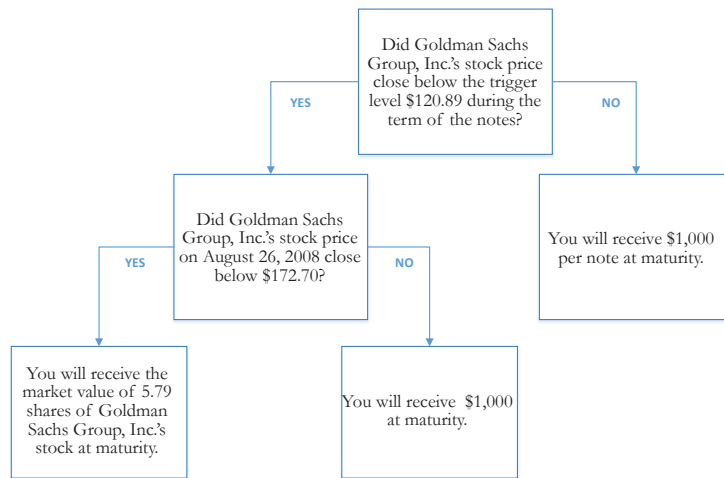 Did Goldman Sachs
Group, Inc.'s stock price
close below the trigger
level $120.89 during the
term of the notes?
YES
NO
Did Goldman Sachs
Group, Inc.'s stock price
on August 26, 2008 close
below $172.70?
You will receive $1,000
per note at maturity.
YES
NO
You will receive the
market value of 5.79
shares of Goldman
Sachs Group, Inc.'s
stock at maturity.
You will receive $1,000
at maturity.